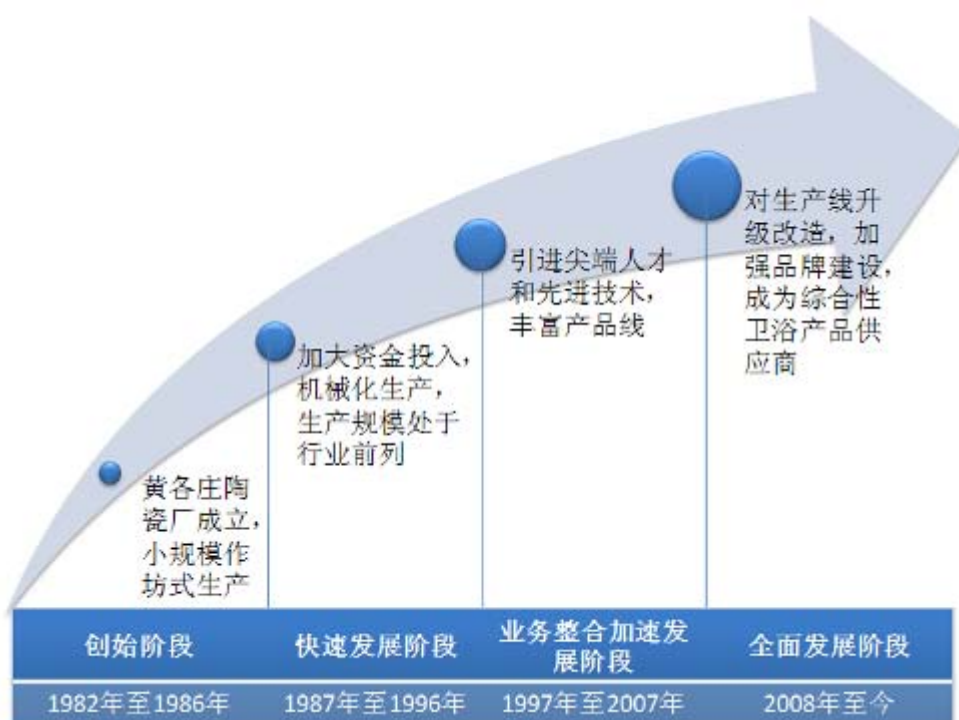 对生产线升
级改造，加
强品牌建设，
成为综合性
卫浴产品供
应商
引进尖端人才
和先进技术，
丰富产品线
加大资金投入，
机械化生产，
生产规模处于
行业前列
黄各庄陶
瓷厂成立，
小规模作
坊式生产
创始阶段
快速发展阶段
业务整合加速发
展阶段
全面发展阶段
1982年至1986年
1987年至1996年
1997年至2007年
2008年至今